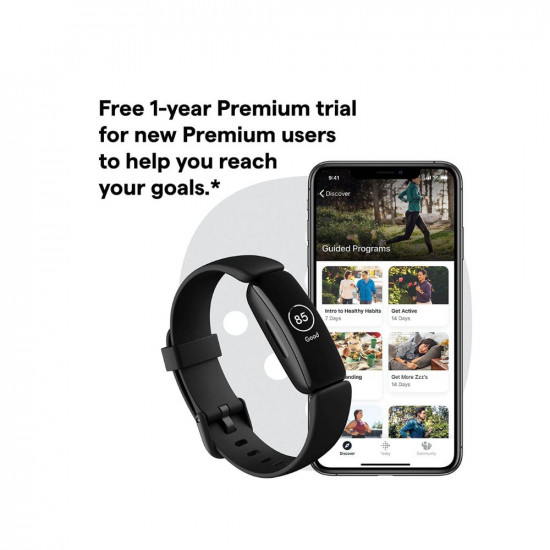 Free 1-year Premium trial
for new Premium users
to help you reach
your goals.*
9:41
Discover
Guided Programs
Intro to Healthy Habits
7 Days
Get Active
14 Days
Get More Zzz's
14 Days
85
Good
Discover
Today
Community